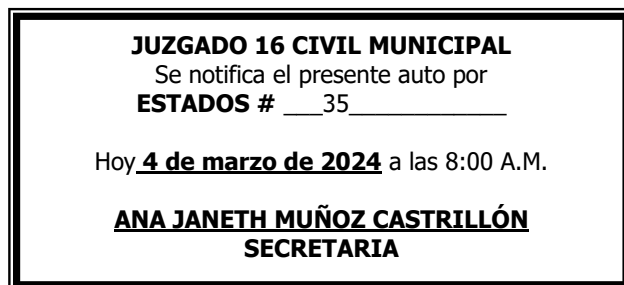 JUZGADO 16 CIVIL MUNICIPAL
Se notifica el presente auto por
ESTADOS # ___35____________
Hoy 4 de marzo de 2024 a las 8:00 A.M.
ANA JANETH MUÑOZ CASTRILLÓN
SECRETARIA